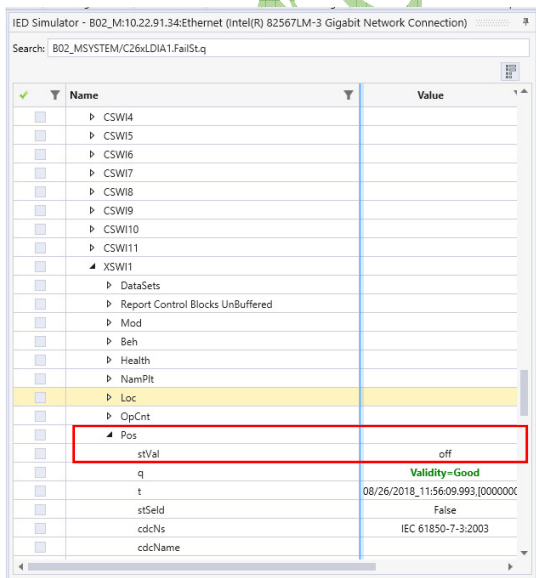 IED Simulator - B02_M:10.22.91.34:Ethernet (Intel(R) 82567LM-3 Gigabit Network Connection)
Search: B02_MSYSTEM/C26xLDIA1.FailSt.q
Name Value
CSWI4
CSWI5
CSWI6
CSWI7
CSWI8
CSWI9
CSWI10
CSWI11
XSWI1
DataSets
Report Control Blocks UnBuffered
Mod
Beh
Health
NamPlt
Loc
OpCnt
Pos
stVal off
q Validity=Good
t 08/26/2018_11:56:09.993,[0000000
stSeld False
cdcNs IEC 61850-7-3:2003
cdcName